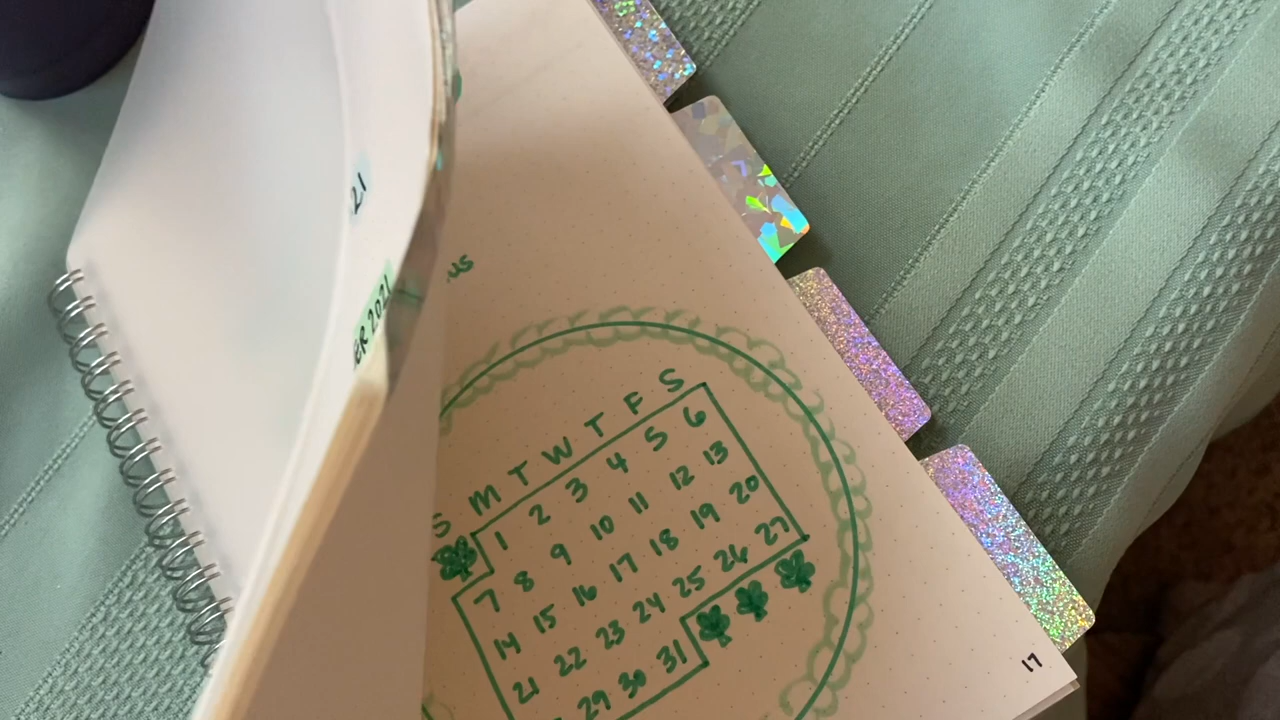 21
ER 2021
us
S M T W T F S
1 2 3 4 5 6
7 8 9 10 11 12 13
14 15 16 17 18 19 20
21 22 23 24 25 26 27
29 30 31
17